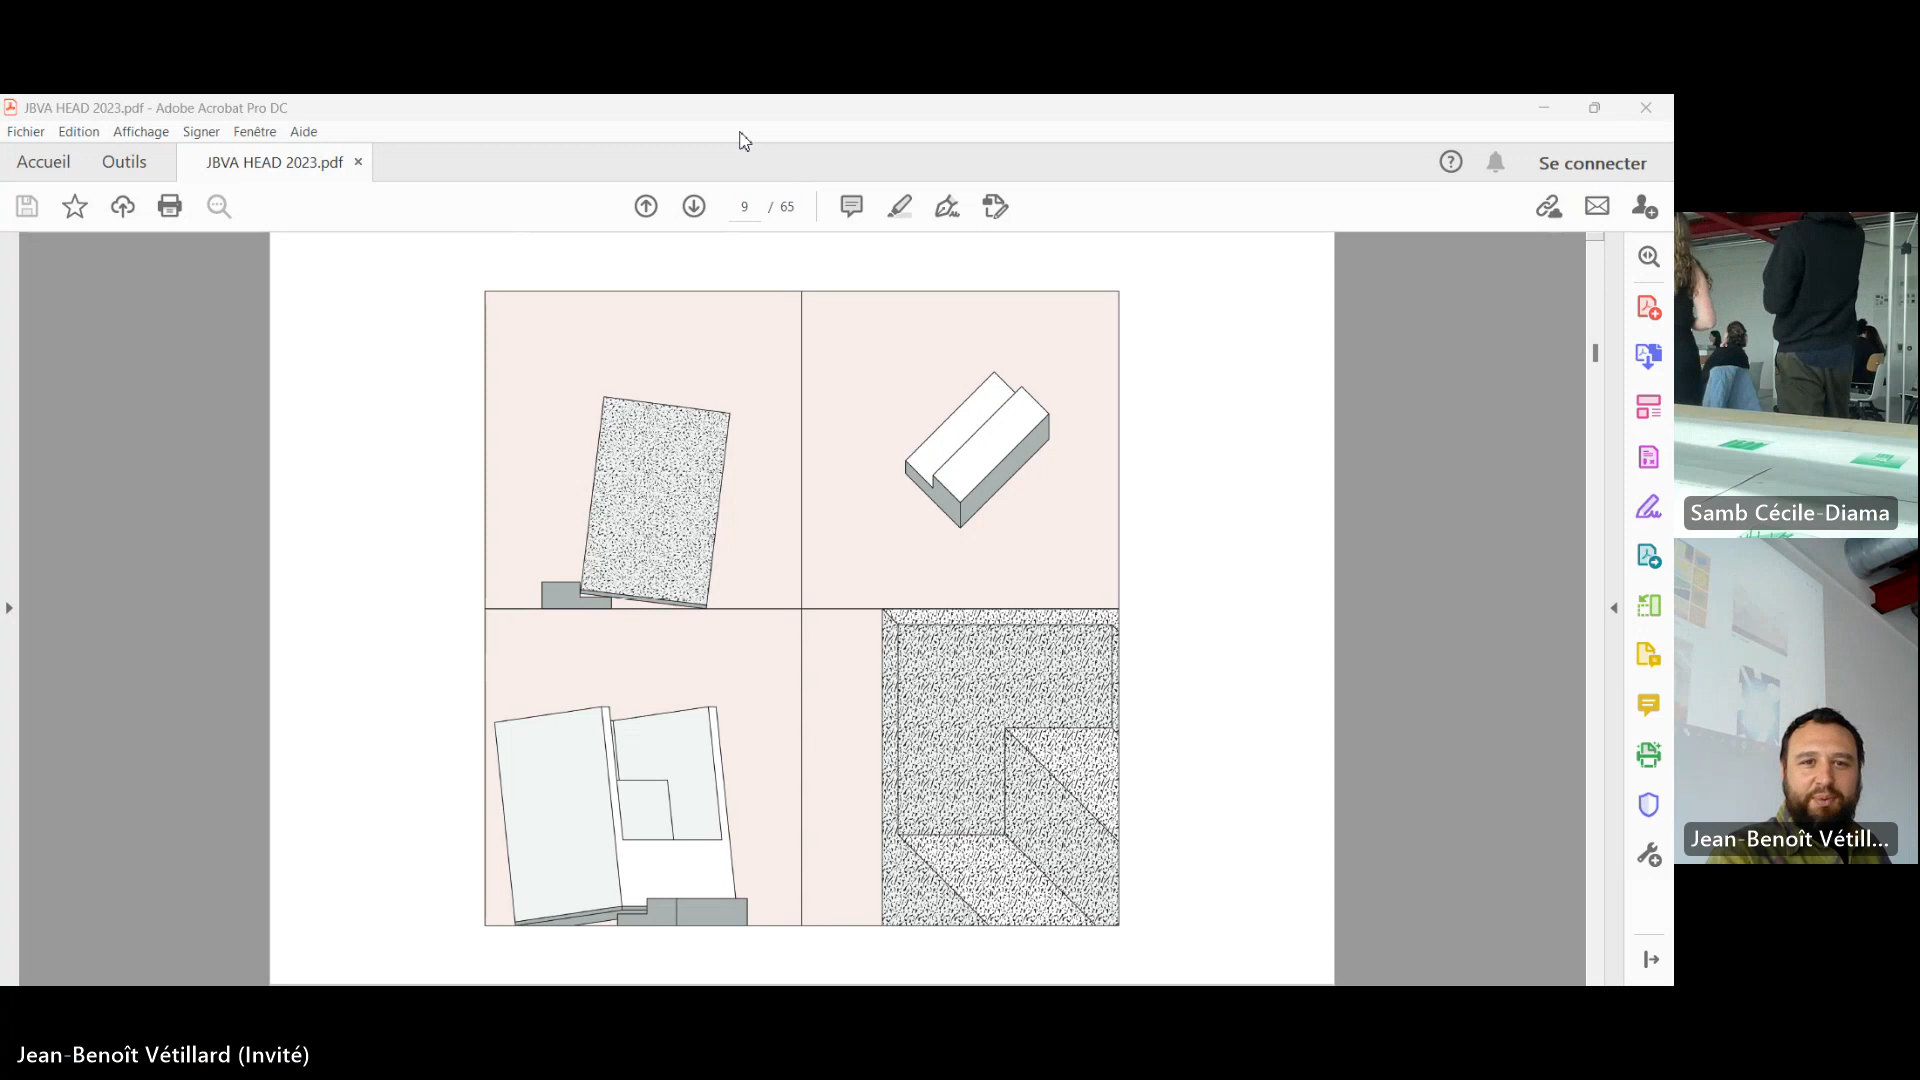 JBVA HEAD 2023.pdf - Adobe Acrobat Pro DC
Fichier Edition Affichage Signer Fenêtre Aide
Accueil Outils JBVA HEAD 2023.pdf × Se connecter
9 / 65
Samb Cécile-Diama
Jean-Benoît Vétill...
Jean-Benoît Vétillard (Invité)